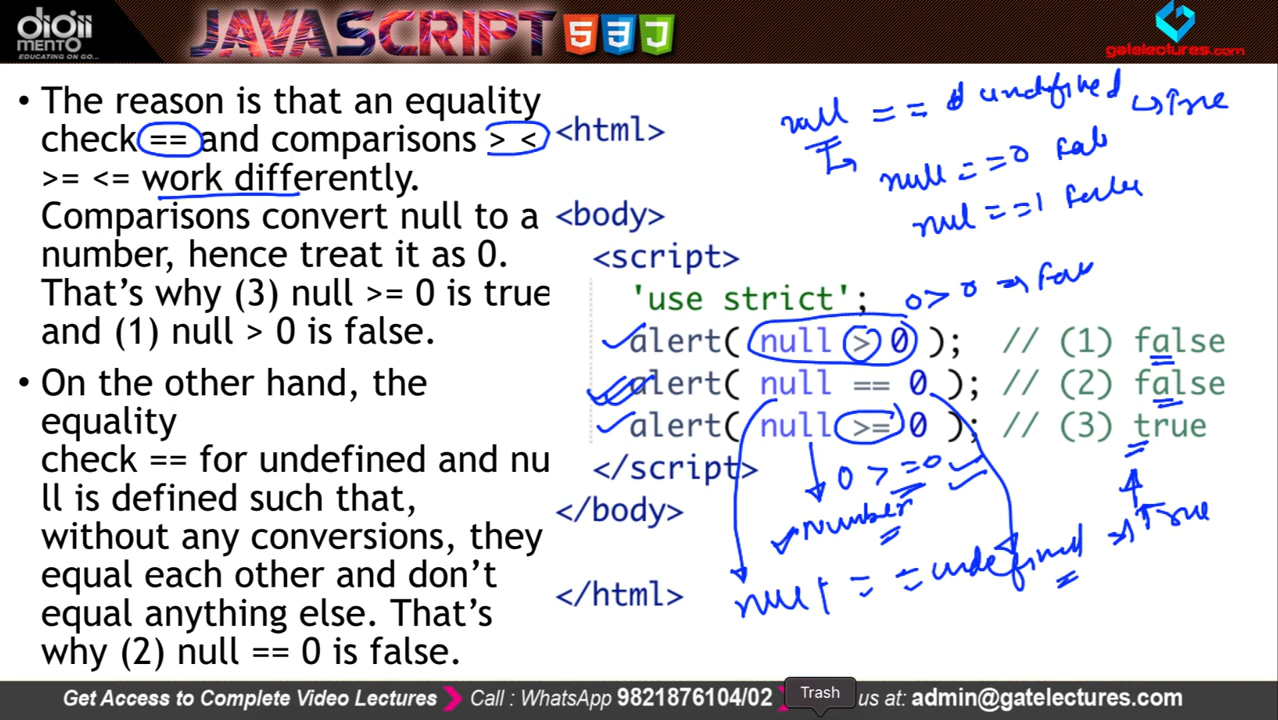 didii
MENTO
EDUCATING ON GO...
JAVASCRIPT
gatelectures.com
• The reason is that an equality
check == and comparisons > <
>= <= work differently.
Comparisons convert null to a
number, hence treat it as 0.
That’s why (3) null >= 0 is true
and (1) null > 0 is false.
• On the other hand, the
equality
check == for undefined and nu
ll is defined such that,
without any conversions, they
equal each other and don’t
equal anything else. That’s
why (2) null == 0 is false.
<html>
<body>
<script>
'use strict';
alert( null > 0 ); // (1) false
alert( null == 0 ); // (2) false
alert( null >= 0 ); // (3) true
</script>
</body>
</html>
null == undefined → True
null == 0
null == 1 False
0 > 0 ⇒
0 >= 0
number
null == undefined ⇒ True
Get Access to Complete Video Lectures
Call : WhatsApp 9821876104/02
Trash
us at: admin@gatelectures.com